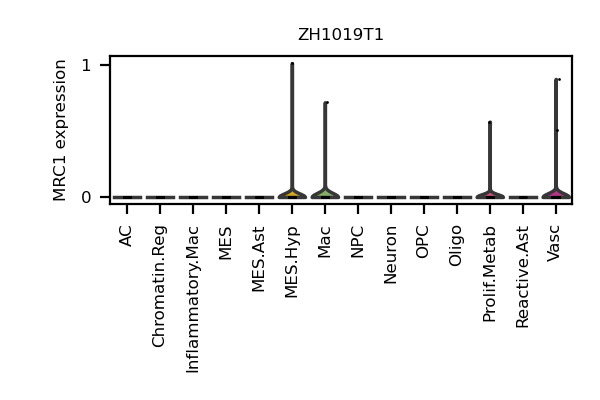 ZH1019T1
MRC1 expression
1
0
AC
Chromatin.Reg
Inflammatory.Mac
MES
MES.Ast
MES.Hyp
Mac
NPC
Neuron
OPC
Oligo
Prolif.Metab
Reactive.Ast
Vasc